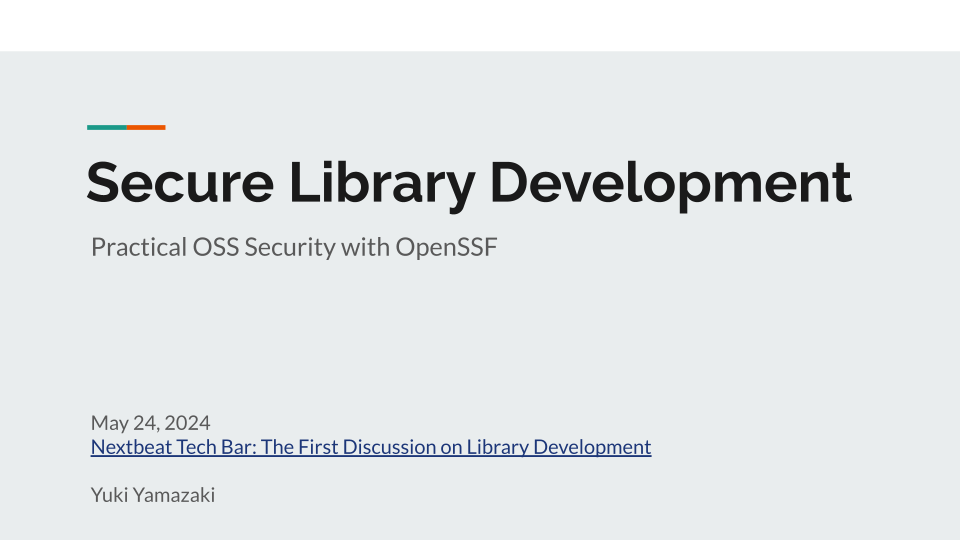 Secure Library Development
Practical OSS Security with OpenSSF
May 24, 2024
Nextbeat Tech Bar: The First Discussion on Library Development
Yuki Yamazaki